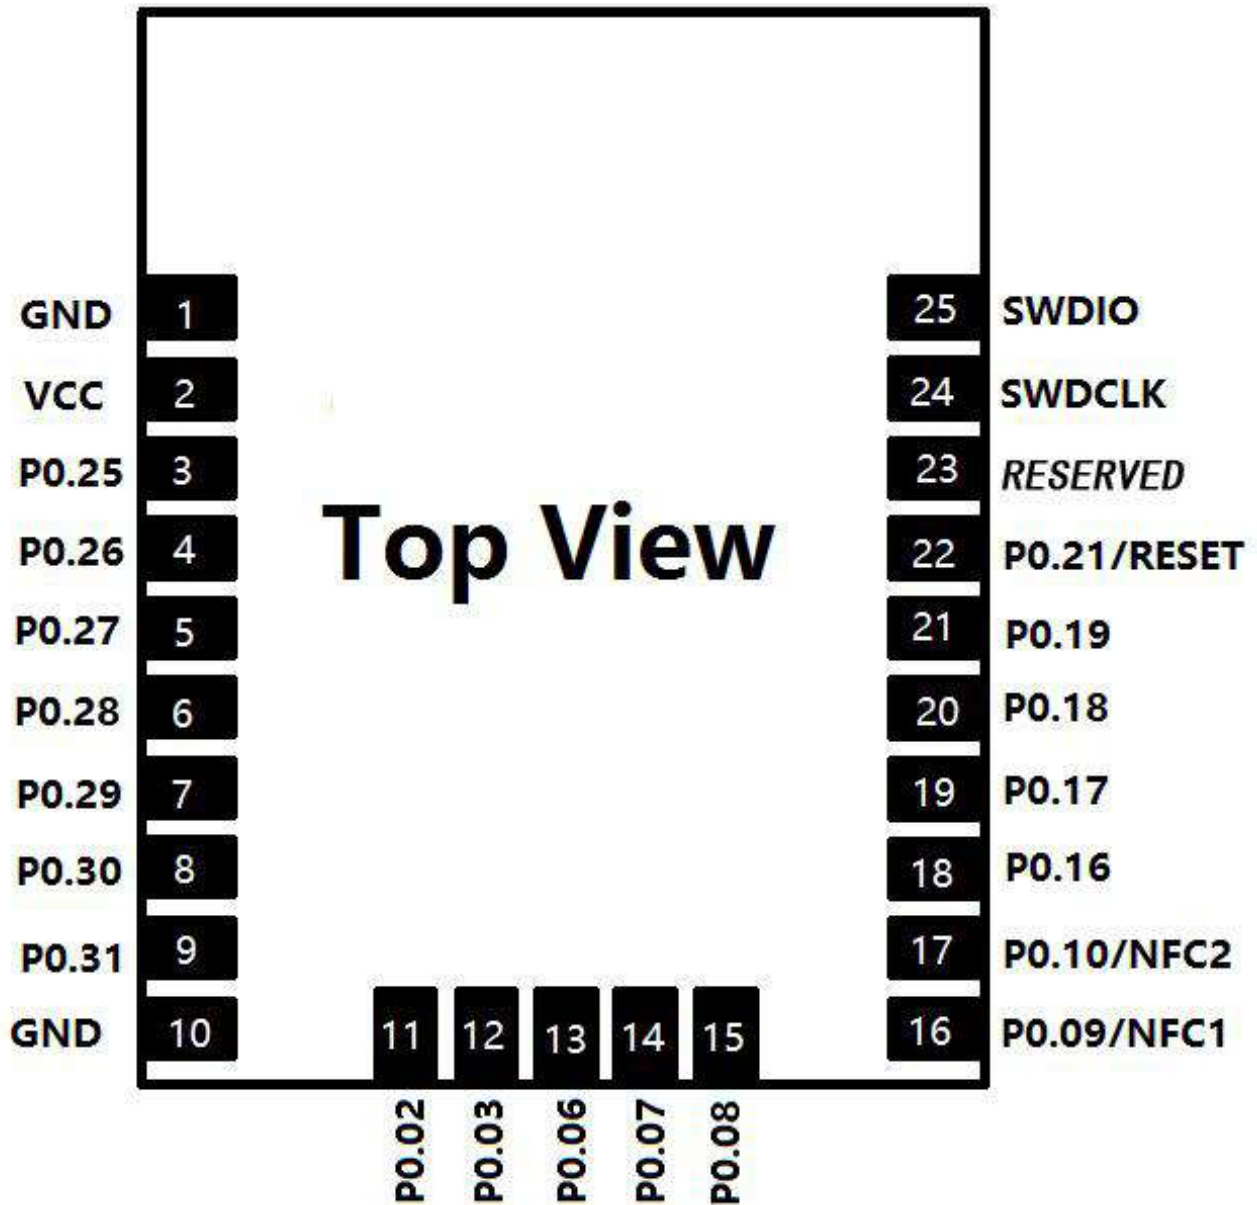 GND 1 25 SWDIO
VCC 2 24 SWDCLK
P0.25 3 23 RESERVED
P0.26 4 Top View 22 P0.21/RESET
P0.27 5 21 P0.19
P0.28 6 20 P0.18
P0.29 7 19 P0.17
P0.30 8 18 P0.16
P0.31 9 17 P0.10/NFC2
GND 10 11 12 13 14 15 16 P0.09/NFC1
P0.02 P0.03 P0.06 P0.07 P0.08